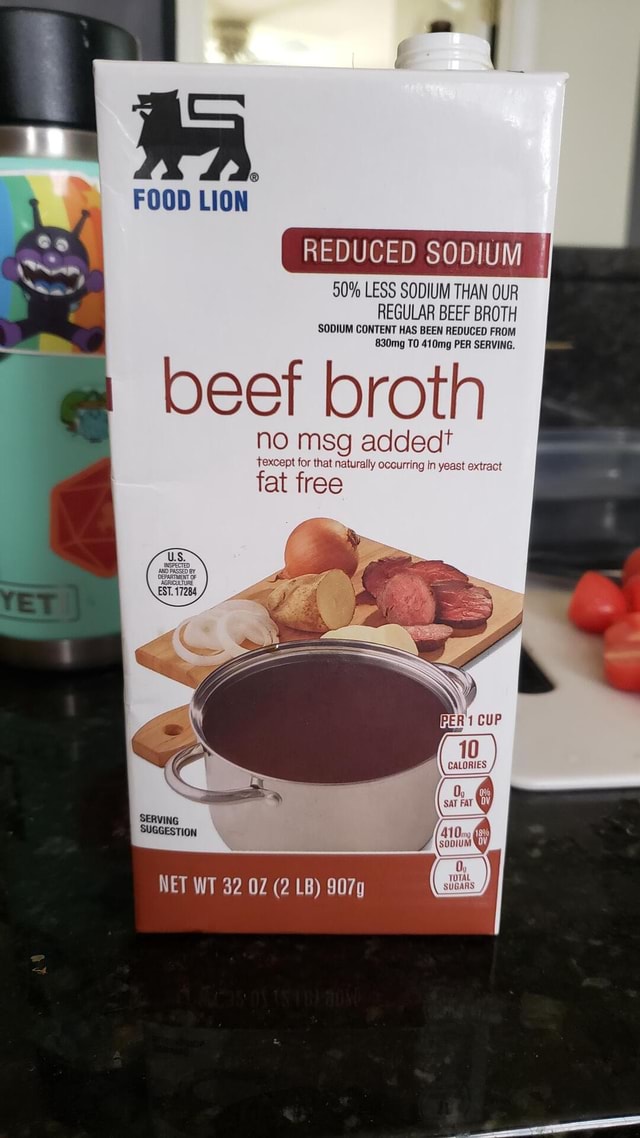 FOOD LION®
REDUCED SODIUM
50% LESS SODIUM THAN OUR
REGULAR BEEF BROTH
SODIUM CONTENT HAS BEEN REDUCED FROM
830mg TO 410mg PER SERVING.
beef broth
no msg added†
†except for that naturally occurring in yeast extract
fat free
U.S.
INSPECTED
AND PASSED BY
DEPARTMENT OF
AGRICULTURE
EST. 17284
YETI
PER 1 CUP
10
CALORIES
0g
SAT FAT
0%
DV
410mg
SODIUM
18%
DV
0g
TOTAL
SUGARS
SERVING
SUGGESTION
NET WT 32 OZ (2 LB) 907g